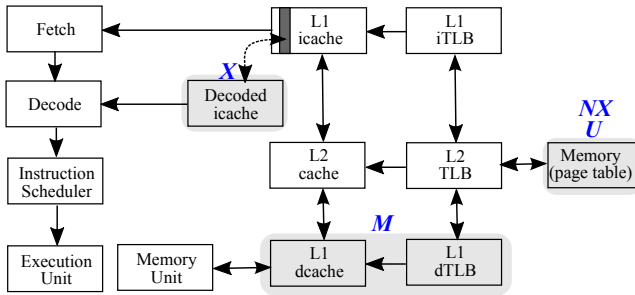 Fetch
L1
icache
L1
iTLB
X
Decode
Decoded
icache
NX
U
Instruction
Scheduler
L2
cache
L2
TLB
Memory
(page table)
M
Execution
Unit
Memory
Unit
L1
dcache
L1
dTLB